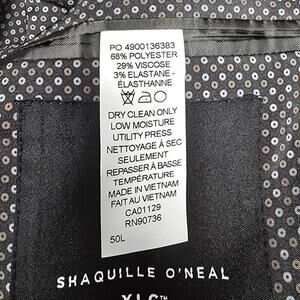 PO 4900136383
68% POLYESTER
29% VISCOSE
3% ELASTANE -
ÉLASTHANNE
DRY CLEAN ONLY
LOW MOISTURE
UTILITY PRESS
NETTOYAGE À SEC
SEULEMENT
REPASSER À BASSE
TEMPÉRATURE
MADE IN VIETNAM
FAIT AU VIETNAM
CA01129
RN90736
50L
SHAQUILLE O'NEAL
XLG™